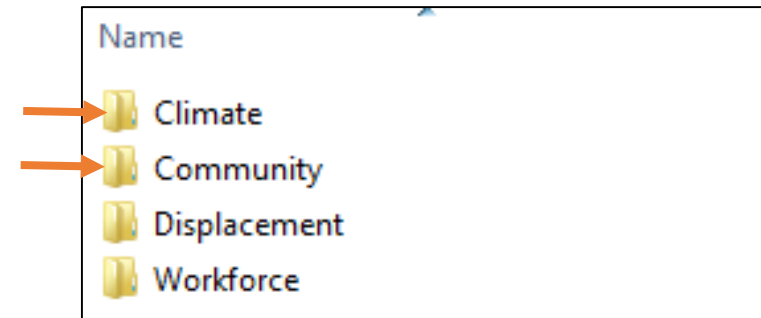 Name
Climate
Community
Displacement
Workforce